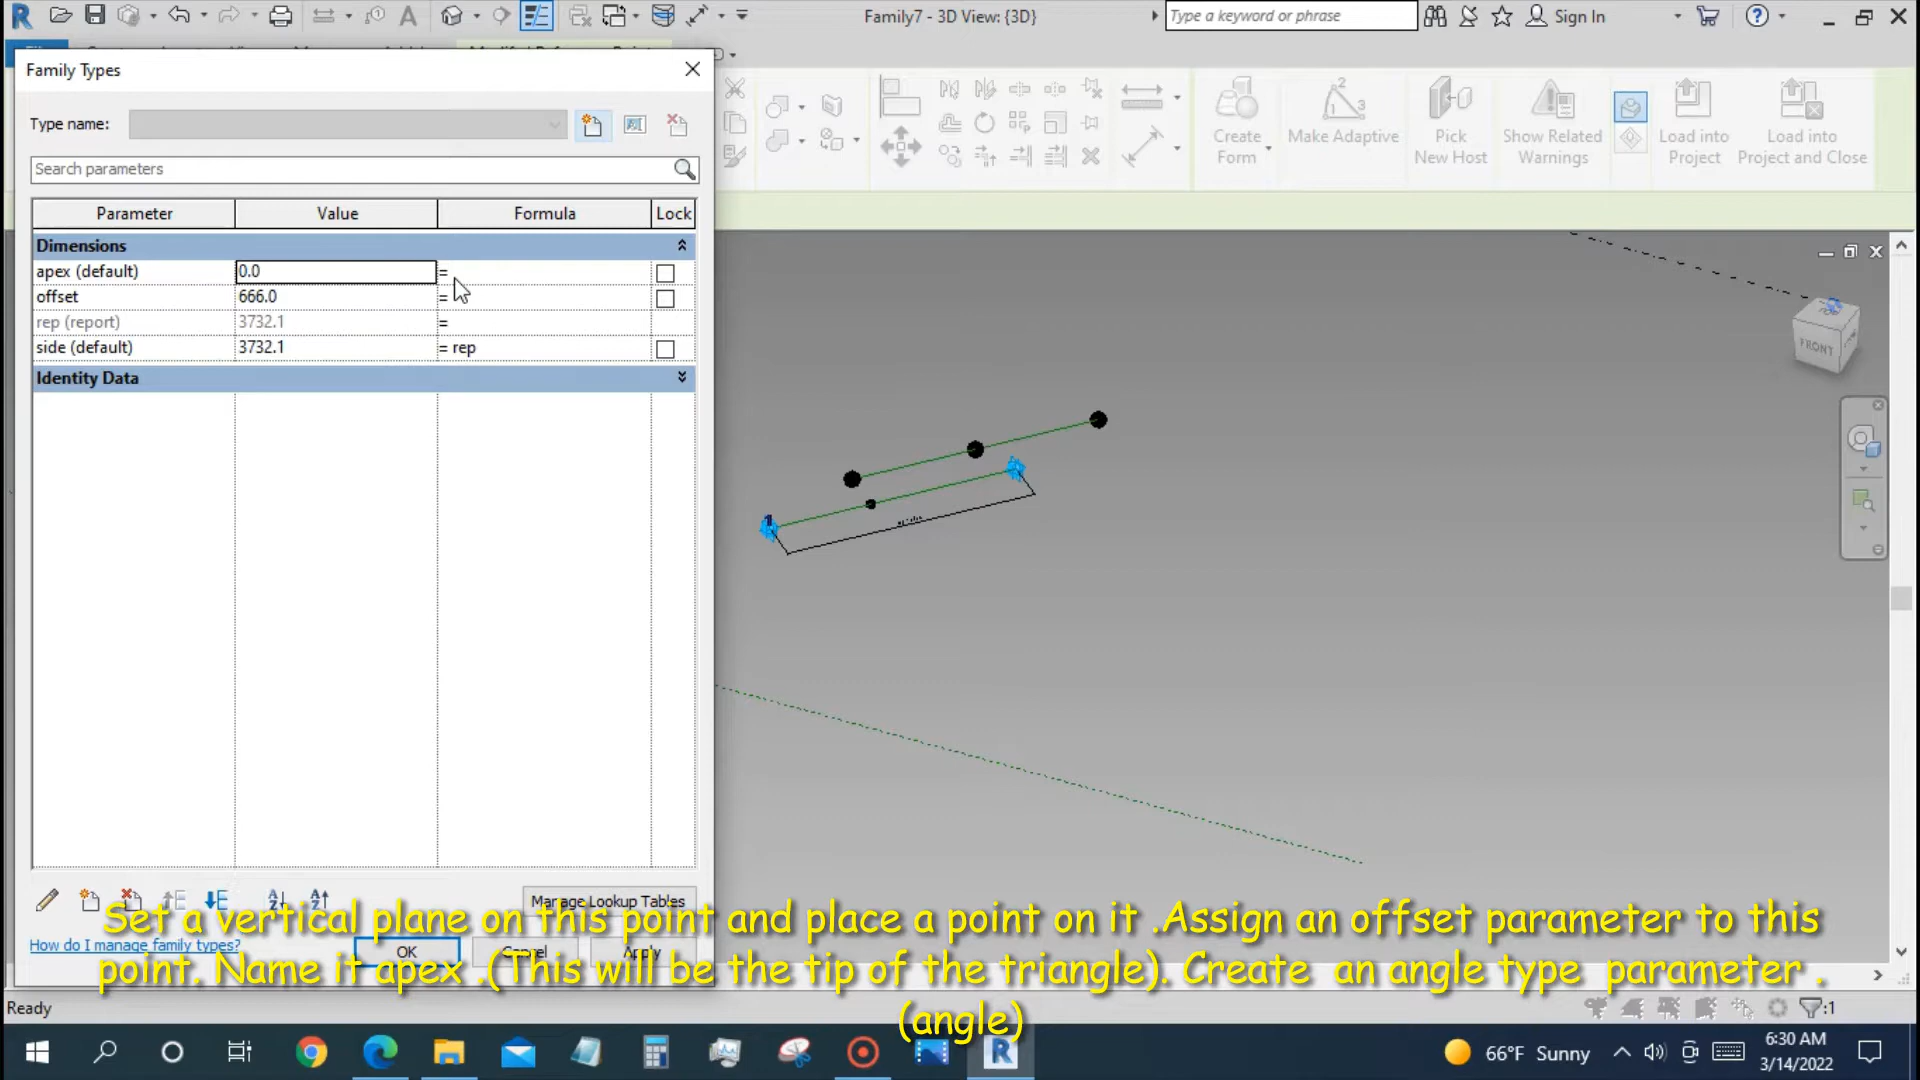 Family7 - 3D View: {3D}
Type a keyword or phrase
Sign In
Family Types
Type name:
Search parameters
Parameter Value Formula Lock
Dimensions
apex (default) 0.0 =
offset 666.0 =
rep (report) 3732.1 =
side (default) 3732.1 = rep
Identity Data
Manage Lookup Tables
How do I manage family types?
OK Cancel Apply
Create
Form
Make Adaptive
Pick
New Host
Show Related
Warnings
Load into
Project
Load into
Project and Close
FRONT
1
Set a vertical plane on this point and place a point on it .Assign an offset parameter to this
point. Name it apex .(This will be the tip of the triangle). Create an angle type parameter .
(angle)
Ready
:1
66°F Sunny
6:30 AM
3/14/2022